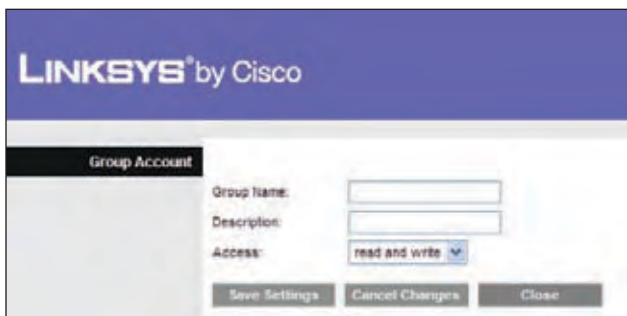 LINKSYS® by Cisco
Group Account
Group Name:
Description:
Access: read and write
Save Settings Cancel Changes Close